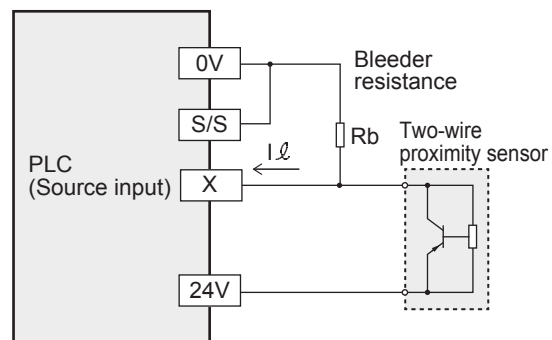 0V
Bleeder
resistance
S/S
Rb
Two-wire
proximity sensor
Iℓ
PLC
(Source input)
X
24V